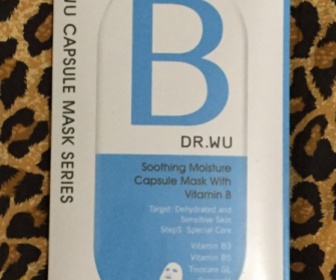 WU CAPSULE MASK SERIES
B
DR.WU
Soothing Moisture
Capsule Mask With
Vitamin B
Target: Dehydrated and
Sensitive Skin
Step3 Special Care
Vitamin B3
Vitamin B5